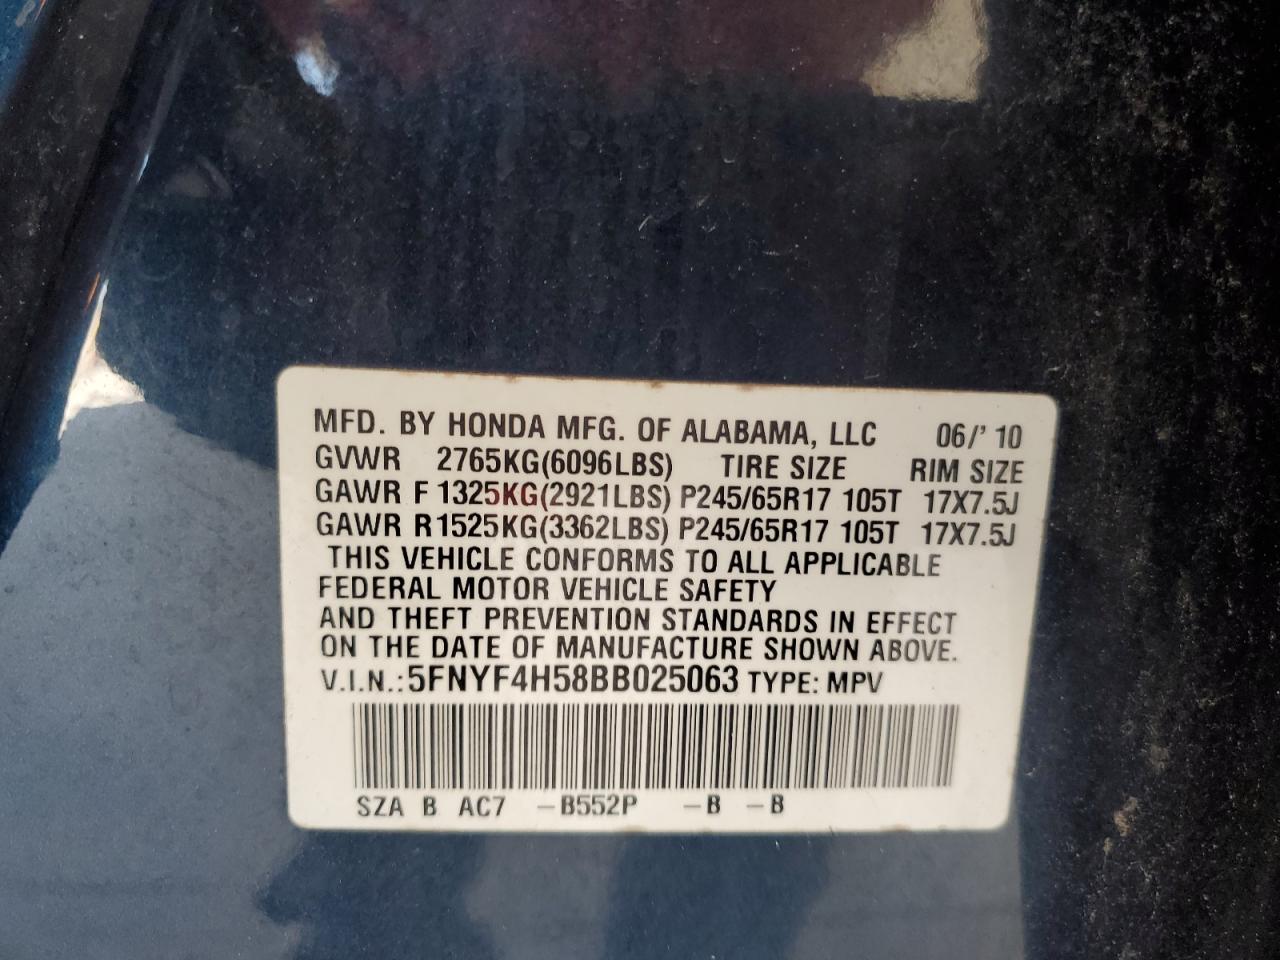 MFD. BY HONDA MFG. OF ALABAMA, LLC 06/'10
GVWR 2765KG(6096LBS) TIRE SIZE RIM SIZE
GAWR F 1325KG(2921LBS) P245/65R17 105T 17X7.5J
GAWR R 1525KG(3362LBS) P245/65R17 105T 17X7.5J
THIS VEHICLE CONFORMS TO ALL APPLICABLE
FEDERAL MOTOR VEHICLE SAFETY
AND THEFT PREVENTION STANDARDS IN EFFECT
ON THE DATE OF MANUFACTURE SHOWN ABOVE.
V.I.N.:5FNYF4H58BB025063 TYPE: MPV
SZA B AC7 –B552P –B –B